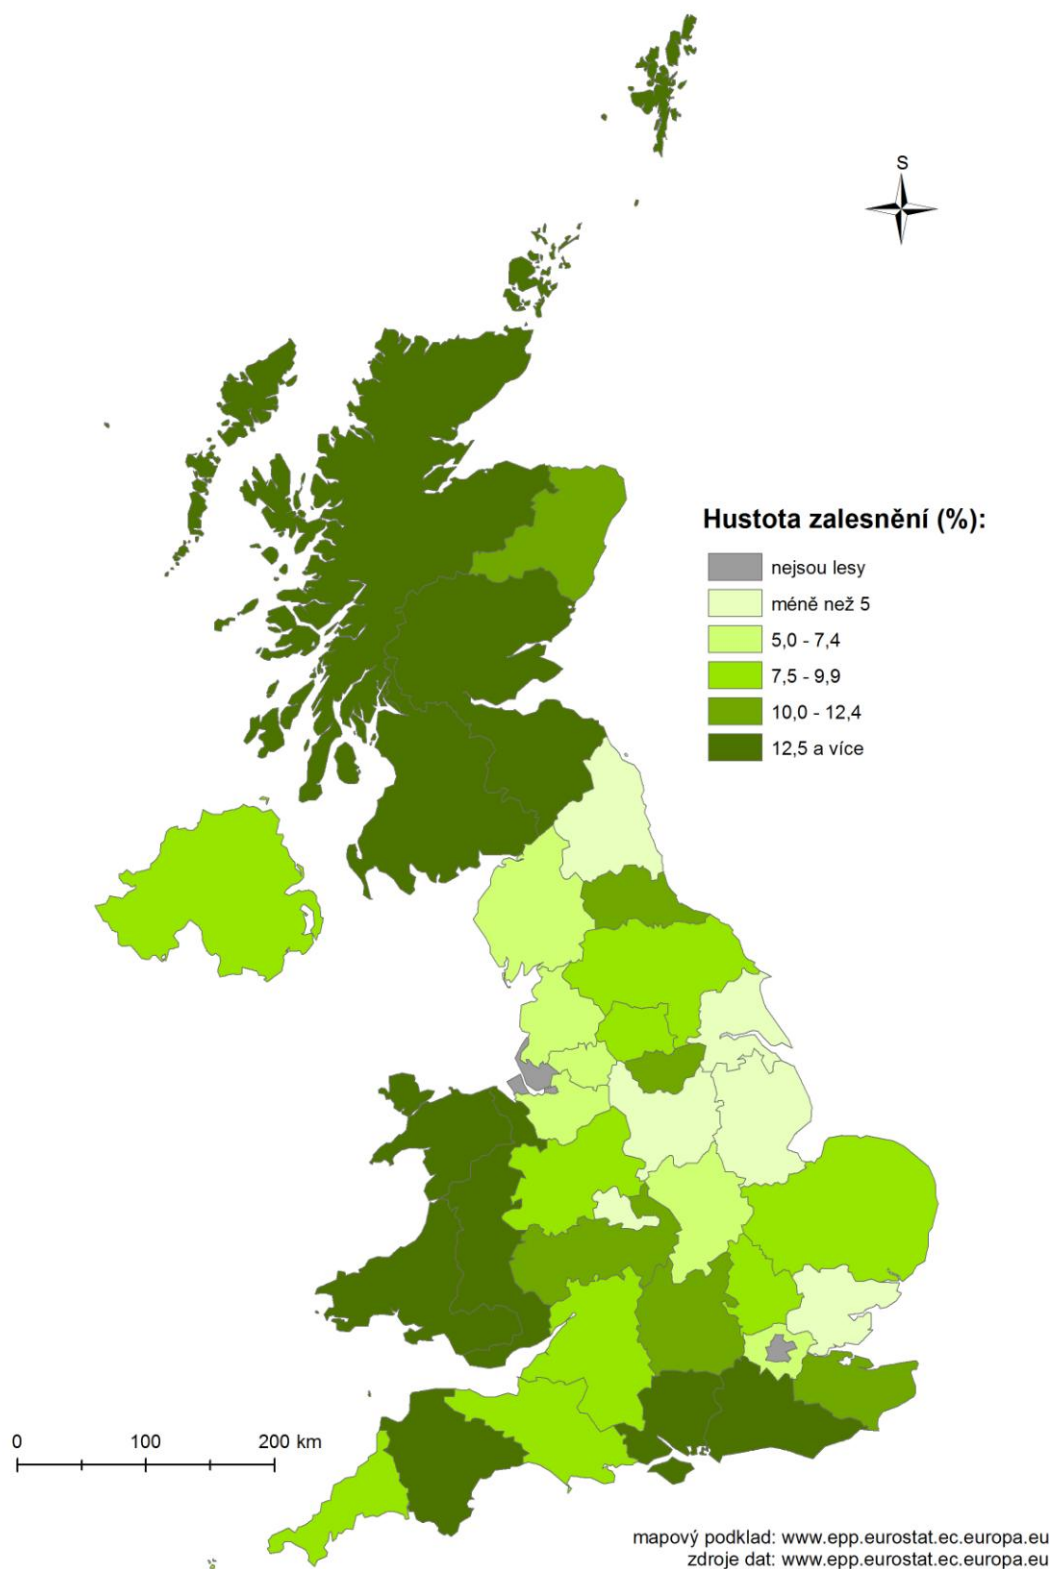 S
Hustota zalesnění (%):
nejsou lesy
méně než 5
5,0 - 7,4
7,5 - 9,9
10,0 - 12,4
12,5 a více
0 100 200 km
mapový podklad: www.epp.eurostat.ec.europa.eu
zdroje dat: www.epp.eurostat.ec.europa.eu